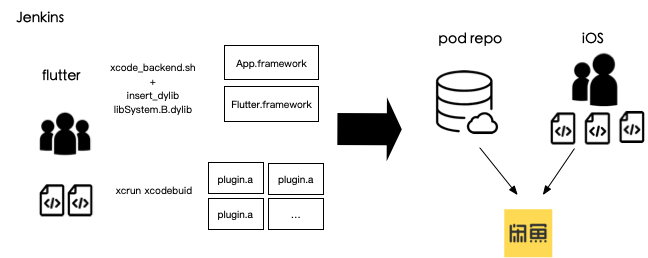 Jenkins
flutter
xcode_backend.sh
+
insert_dylib
libSystem.B.dylib
App.framework
Flutter.framework
xcrun xcodebuid
plugin.a
plugin.a
plugin.a
...
pod repo
iOS
</>
</>
</>
</>
</>
闲鱼